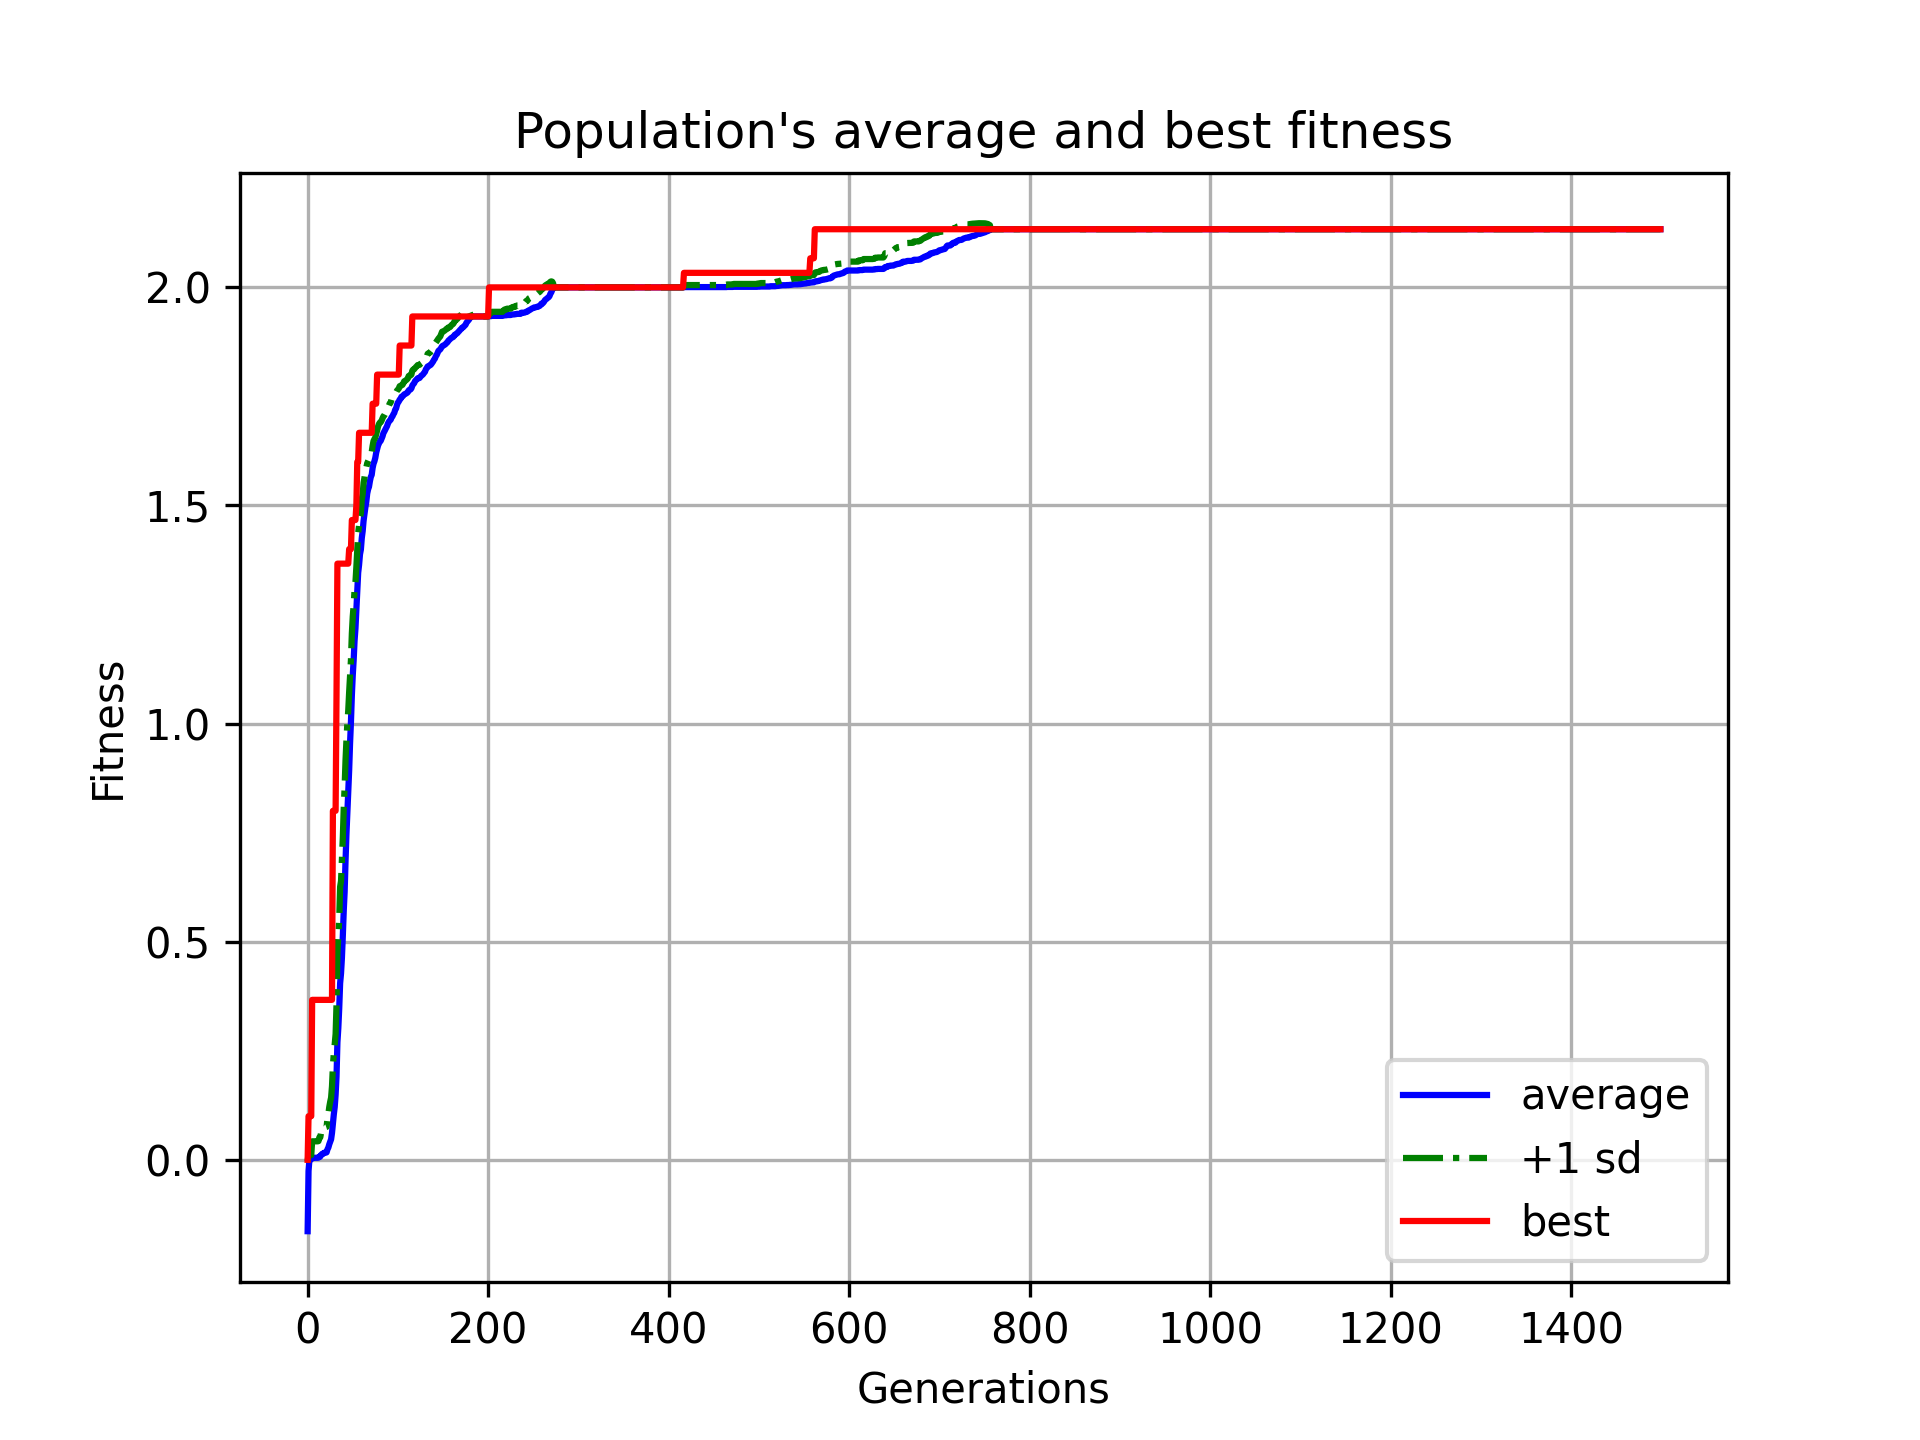 Population's average and best fitness
Fitness
2.0
1.5
1.0
0.5
0.0
0 200 400 600 800 1000 1200 1400
Generations
average
+1 sd
best